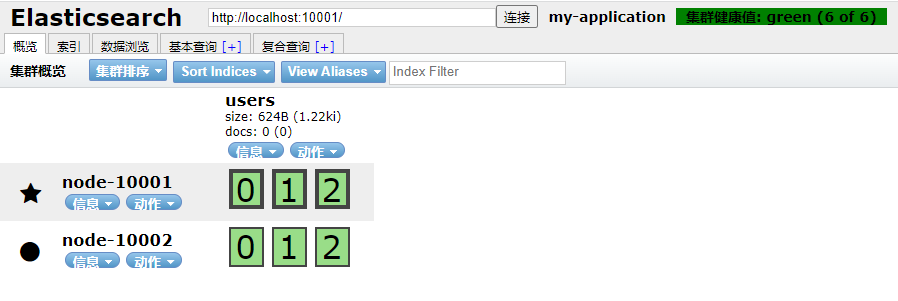 Elasticsearch http://localhost:10001/ 连接 my-application 集群健康值: green (6 of 6)
概览 索引 数据浏览 基本查询 [+] 复合查询 [+]
集群概览 集群排序 Sort Indices View Aliases Index Filter
users
size: 624B (1.22ki)
docs: 0 (0)
信息 动作
node-10001 0 1 2
信息 动作
node-10002 0 1 2
信息 动作